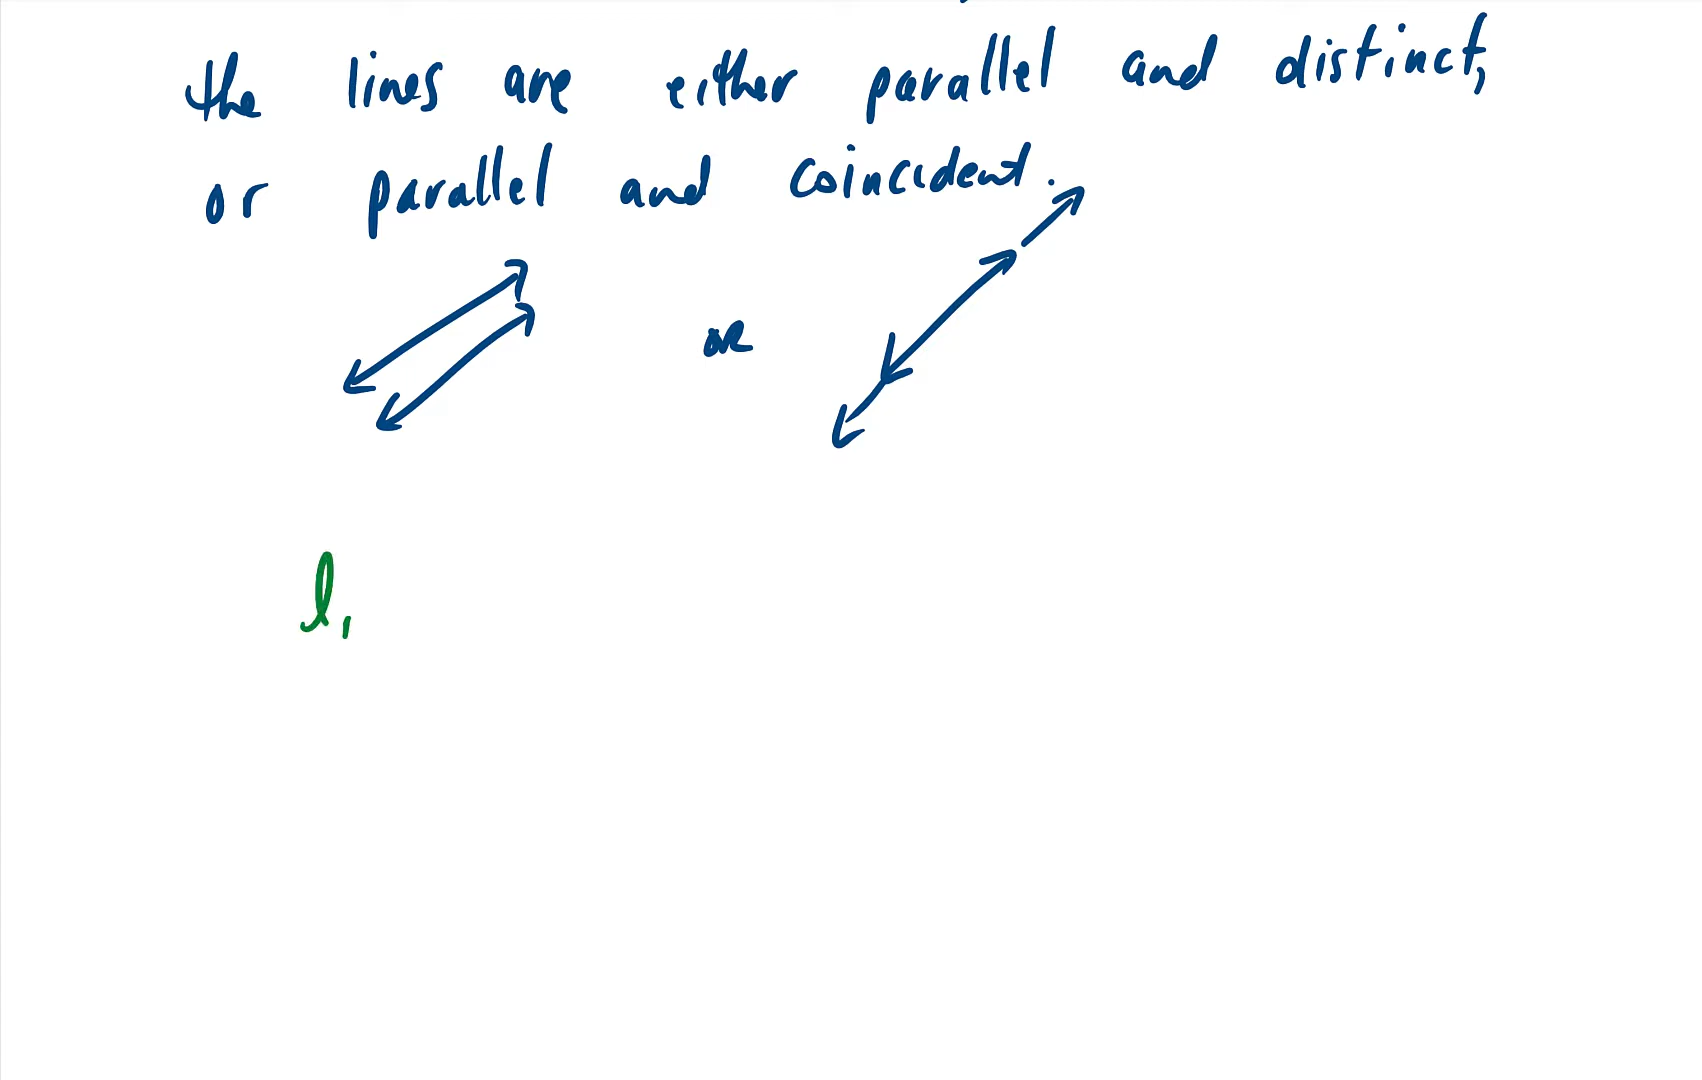 the lines are either parallel and distinct,
or parallel and coincident.
or
l₁